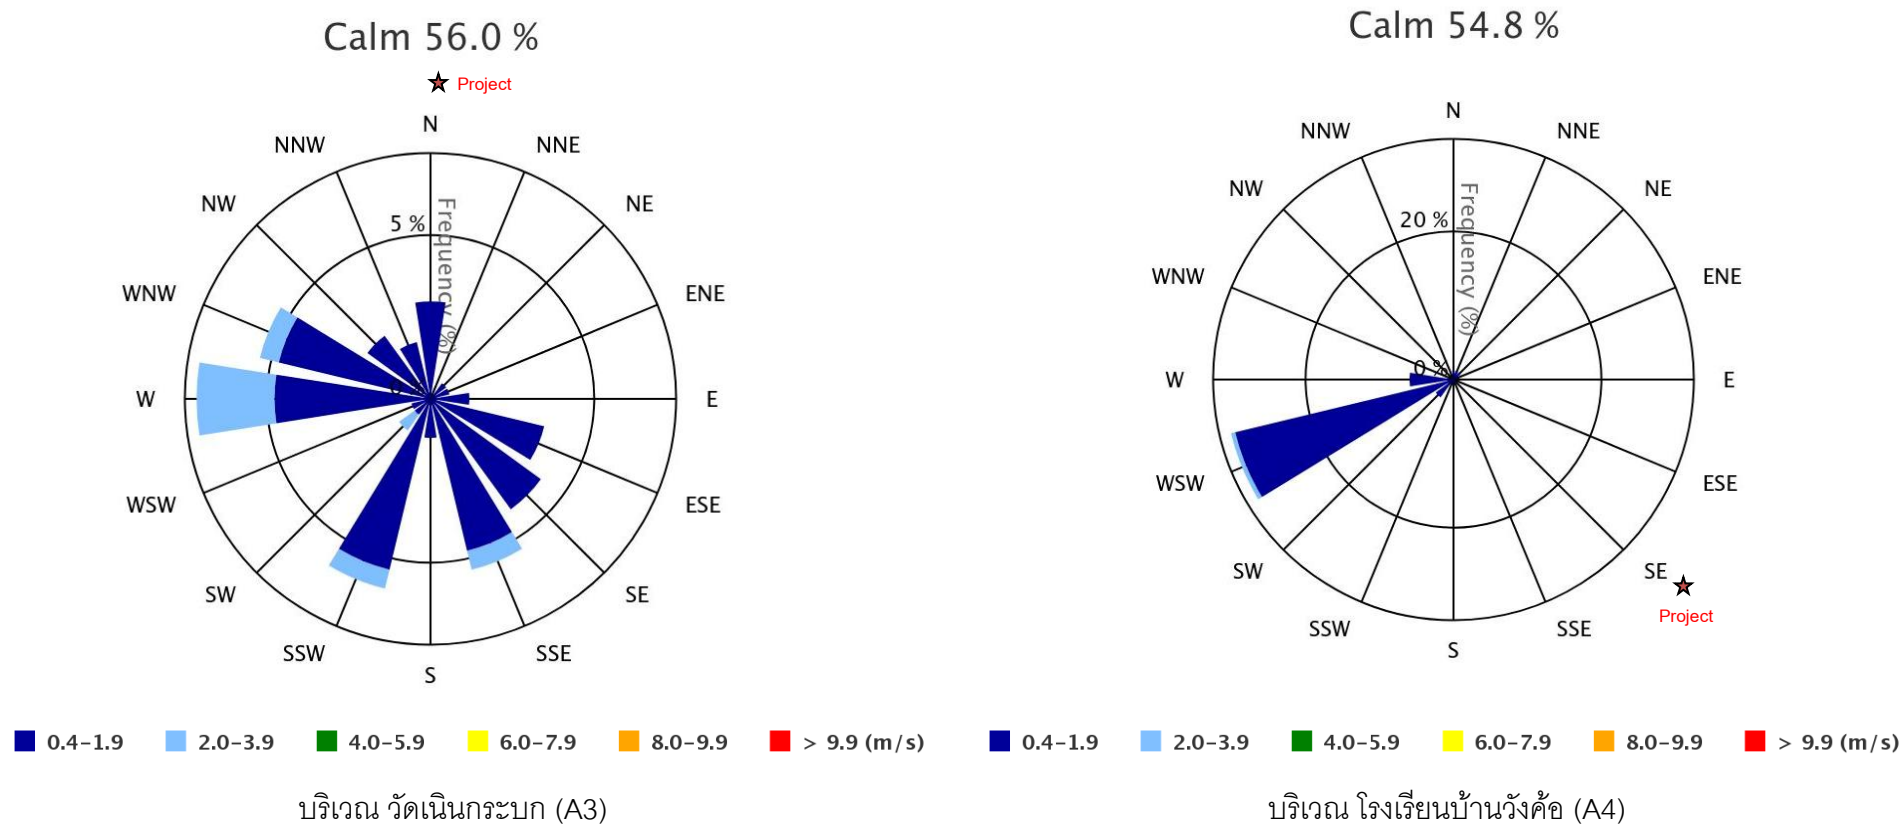 Calm 56.0 %
Project
N
NNE
NE
ENE
E
ESE
SE
SSE
S
SSW
SW
WSW
W
WNW
NW
NNW
5 %
0 %
Frequency (%)
0.4–1.9 2.0–3.9 4.0–5.9 6.0–7.9 8.0–9.9 > 9.9 (m/s)
บริเวณ วัดเนินกระบก (A3)
Calm 54.8 %
N
NNE
NE
ENE
E
ESE
SE
Project
SSE
S
SSW
SW
WSW
W
WNW
NW
NNW
20 %
0 %
Frequency (%)
0.4–1.9 2.0–3.9 4.0–5.9 6.0–7.9 8.0–9.9 > 9.9 (m/s)
บริเวณ โรงเรียนบ้านวังค้อ (A4)